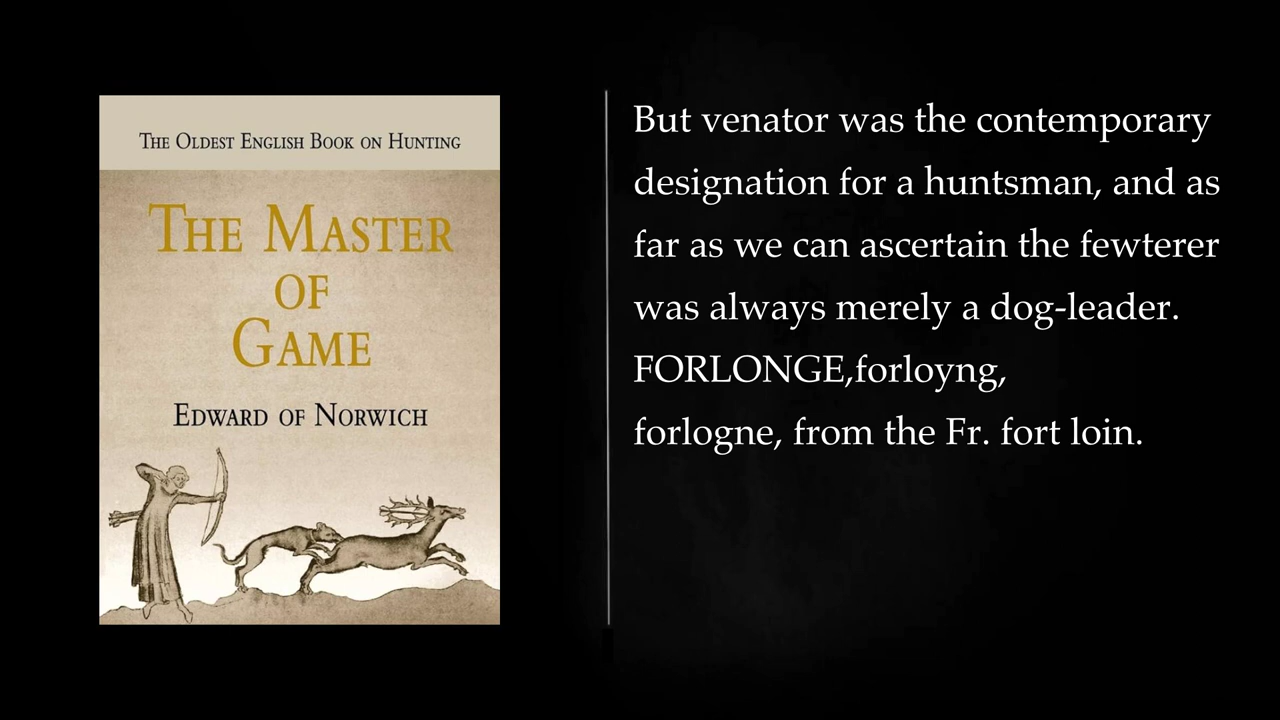 The Oldest English Book on Hunting
The Master
of
Game
Edward of Norwich
But venator was the contemporary
designation for a huntsman, and as
far as we can ascertain the fewterer
was always merely a dog-leader.
FORLONGE,forloyng,
forlogne, from the Fr. fort loin.